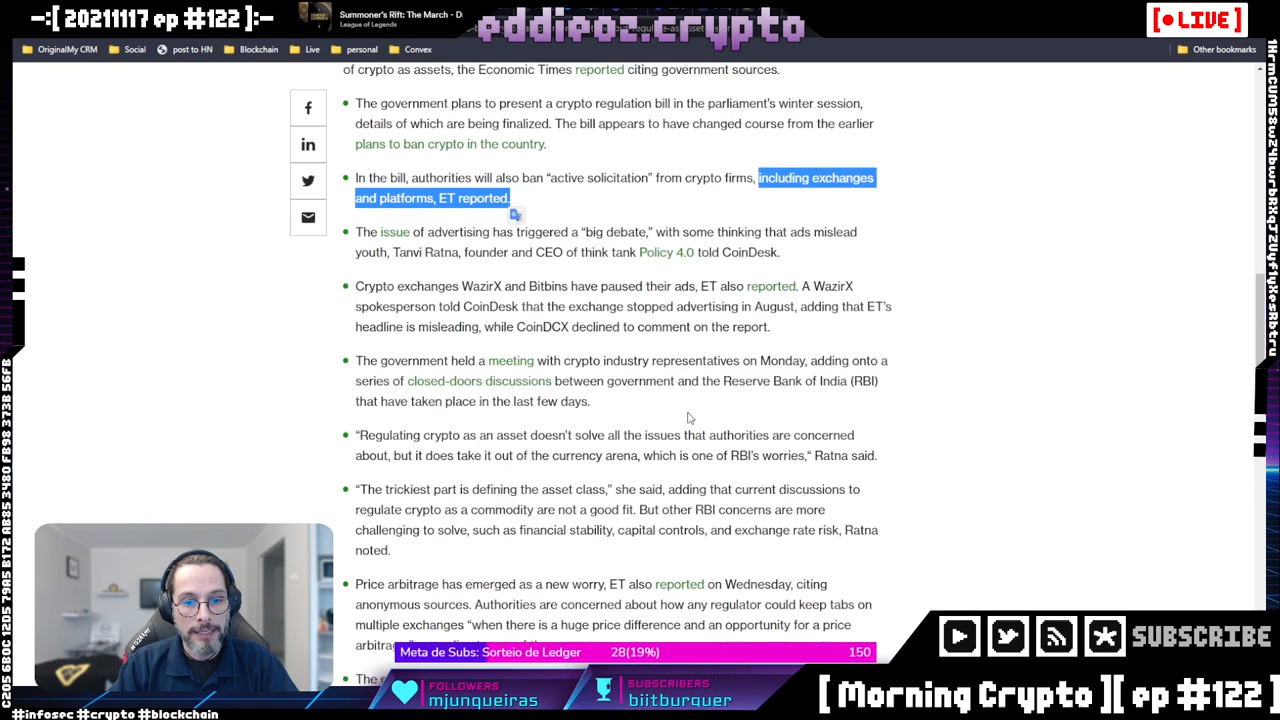 -:[ 20211117 ep #122 ]:-
Summoner's Rift: The March - D
League of Legends
eddieoz.crypto
[● LIVE]
OriginalMy CRM
Social
post to HN
Blockchain
Live
personal
Convex
Other bookmarks
of crypto as assets, the Economic Times reported citing government sources.
The government plans to present a crypto regulation bill in the parliament's winter session,
details of which are being finalized. The bill appears to have changed course from the earlier
plans to ban crypto in the country.
In the bill, authorities will also ban “active solicitation” from crypto firms, including exchanges
and platforms, ET reported.
The issue of advertising has triggered a “big debate,” with some thinking that ads mislead
youth, Tanvi Ratna, founder and CEO of think tank Policy 4.0 told CoinDesk.
Crypto exchanges WazirX and Bitbins have paused their ads, ET also reported. A WazirX
spokesperson told CoinDesk that the exchange stopped advertising in August, adding that ET's
headline is misleading, while CoinDCX declined to comment on the report.
The government held a meeting with crypto industry representatives on Monday, adding onto a
series of closed-doors discussions between government and the Reserve Bank of India (RBI)
that have taken place in the last few days.
“Regulating crypto as an asset doesn't solve all the issues that authorities are concerned
about, but it does take it out of the currency arena, which is one of RBI's worries,“ Ratna said.
“The trickiest part is defining the asset class,” she said, adding that current discussions to
regulate crypto as a commodity are not a good fit. But other RBI concerns are more
challenging to solve, such as financial stability, capital controls, and exchange rate risk, Ratna
noted.
Price arbitrage has emerged as a new worry, ET also reported on Wednesday, citing
anonymous sources. Authorities are concerned about how any regulator could keep tabs on
multiple exchanges “when there is a huge price difference and an opportunity for a price
Meta de Subs: Sorteio de Ledger 28(19%) 150
FOLLOWERS
mjunqueiras
SUBSCRIBERS
biitburguer
SUBSCRIBE
[ Morning Crypto ][ ep #122 ]
#infosec #crypto #blockchain